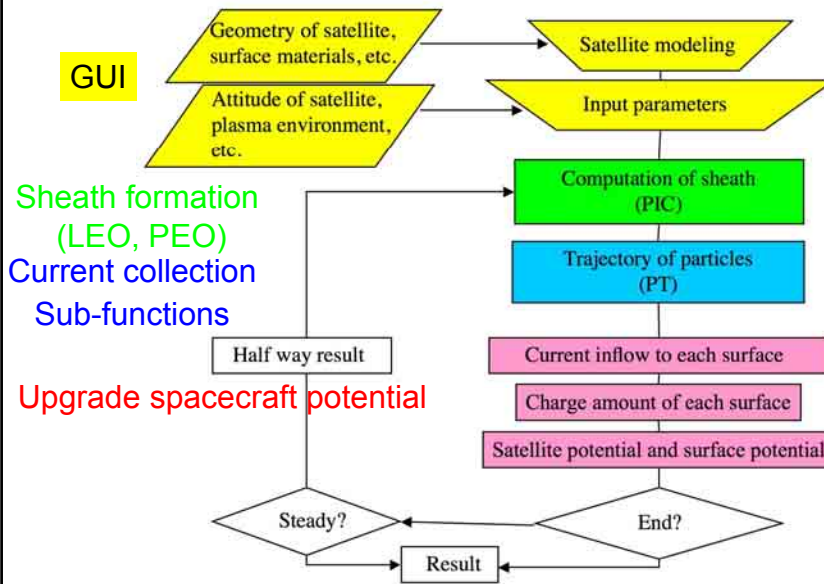 Geometry of satellite,
surface materials, etc.
Satellite modeling
GUI
Attitude of satellite,
plasma environment,
etc.
Input parameters
Sheath formation
(LEO, PEO)
Current collection
Sub-functions
Computation of sheath
(PIC)
Trajectory of particles
(PT)
Half way result
Current inflow to each surface
Upgrade spacecraft potential
Charge amount of each surface
Satellite potential and surface potential
Steady?
End?
Result